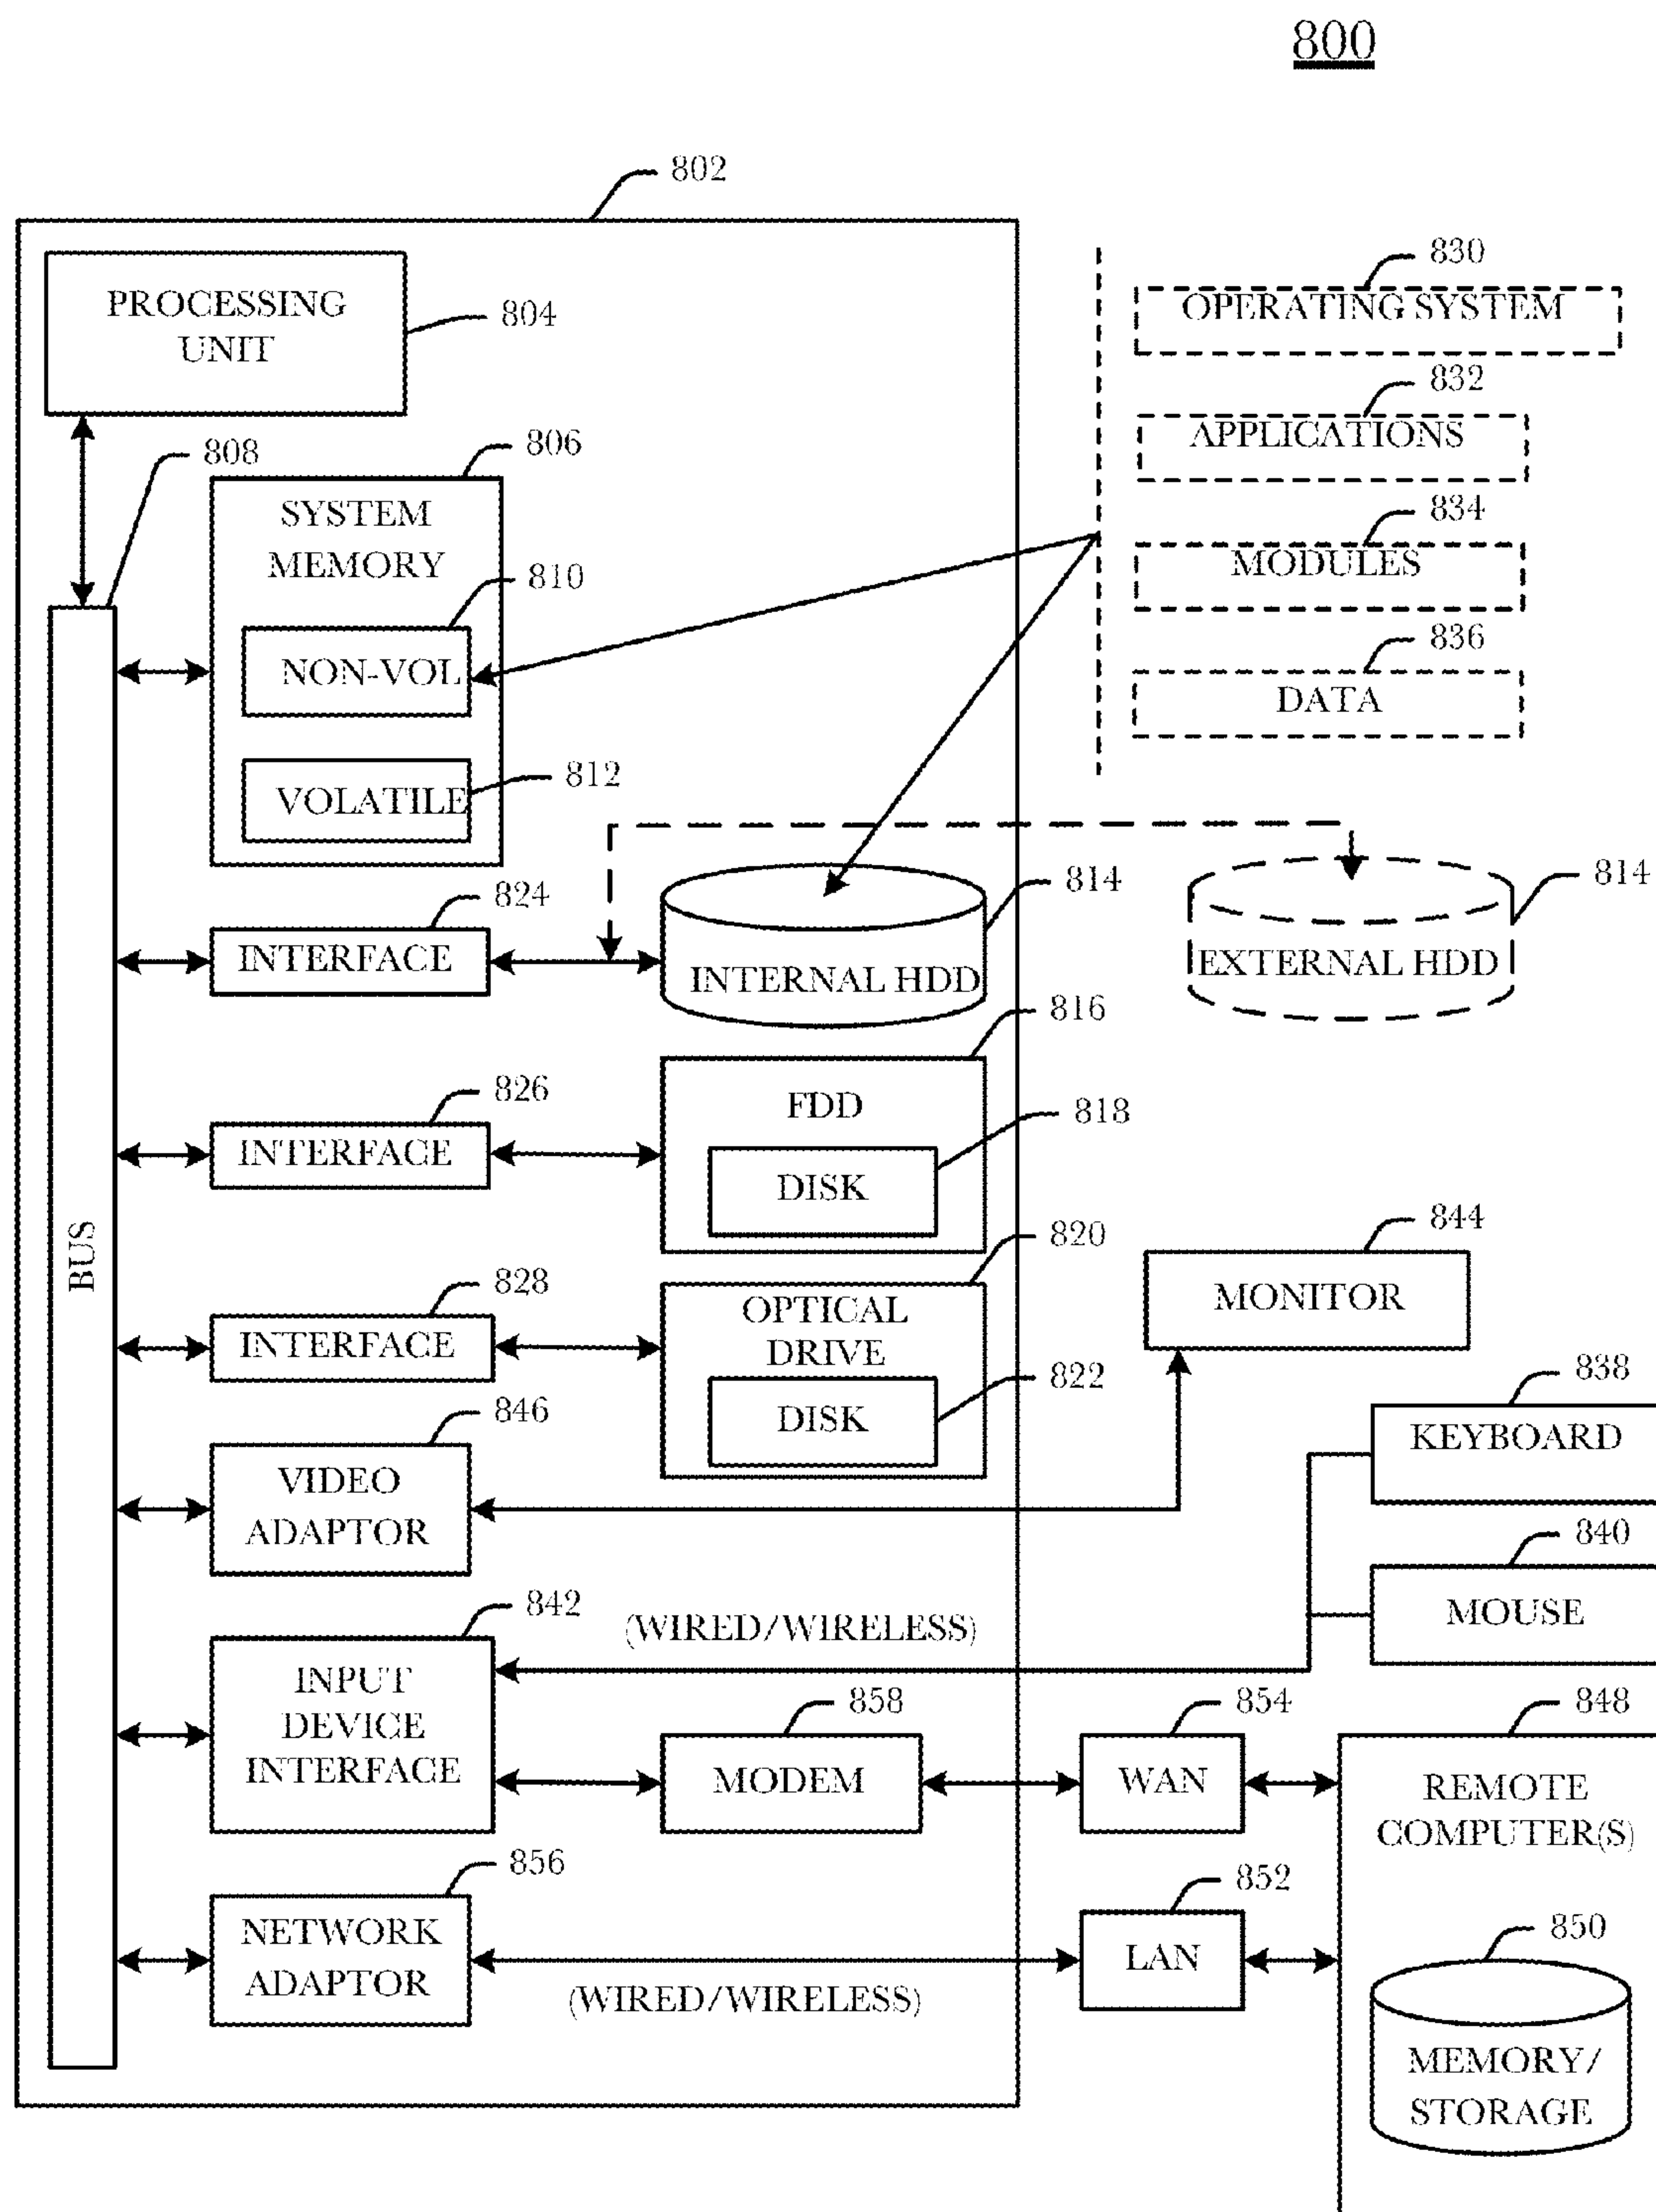 800
802
PROCESSING
UNIT
804
830
OPERATING SYSTEM
832
APPLICATIONS
834
MODULES
836
DATA
808
806
SYSTEM
MEMORY
810
NON-VOL
812
VOLATILE
824
INTERFACE
814
INTERNAL HDD
814
EXTERNAL HDD
826
INTERFACE
816
FDD
818
DISK
BUS
828
INTERFACE
820
OPTICAL
DRIVE
822
DISK
844
MONITOR
846
VIDEO
ADAPTOR
838
KEYBOARD
840
MOUSE
842
INPUT
DEVICE
INTERFACE
(WIRED/WIRELESS)
858
MODEM
854
WAN
848
REMOTE
COMPUTER(S)
856
NETWORK
ADAPTOR
(WIRED/WIRELESS)
852
LAN
850
MEMORY/
STORAGE